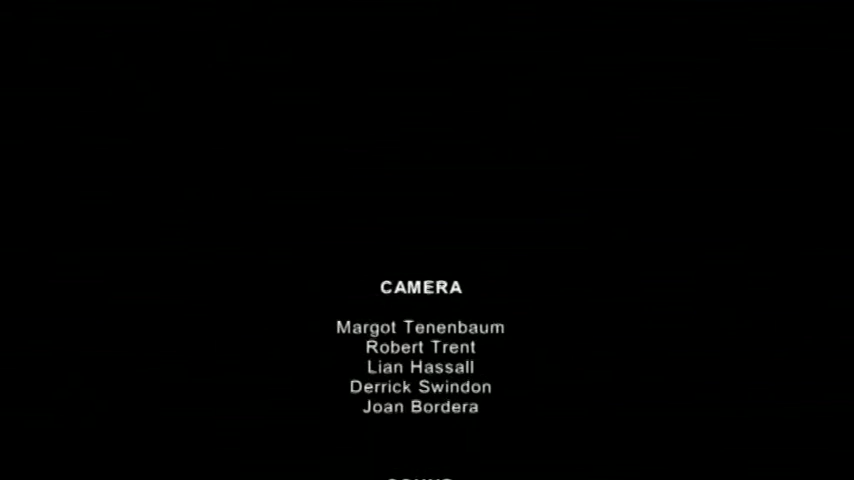 CAMERA
Margot Tenenbaum
Robert Trent
Lian Hassall
Derrick Swindon
Joan Bordera